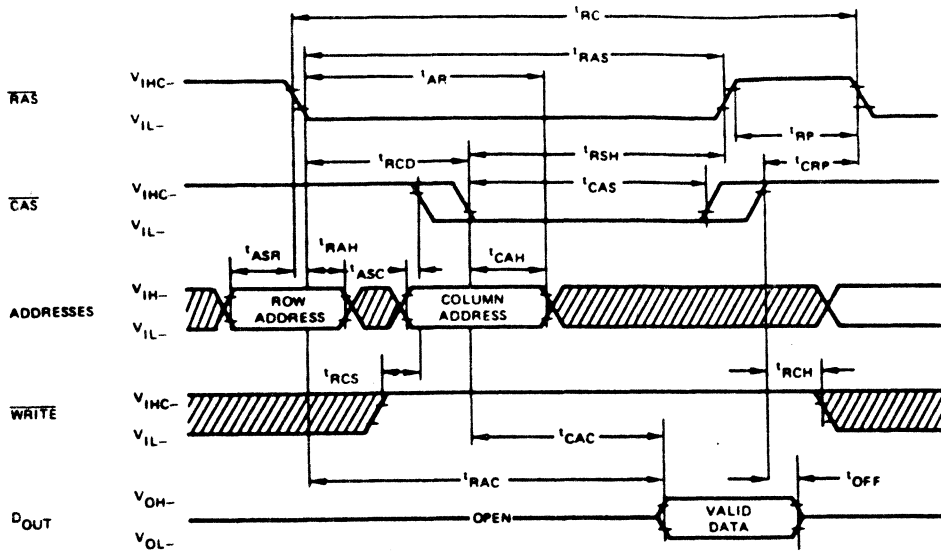 tRC
tRAS
tAR
RAS
VIHC–
VIL–
tRP
tRCD
tRSH
tCRP
CAS
VIHC–
VIL–
tCAS
tASR
tRAH
tASC
tCAH
ADDRESSES
VIH–
VIL–
ROW
ADDRESS
COLUMN
ADDRESS
tRCS
tRCH
WRITE
VIHC–
VIL–
tCAC
tRAC
tOFF
DOUT
VOH–
VOL–
OPEN
VALID
DATA